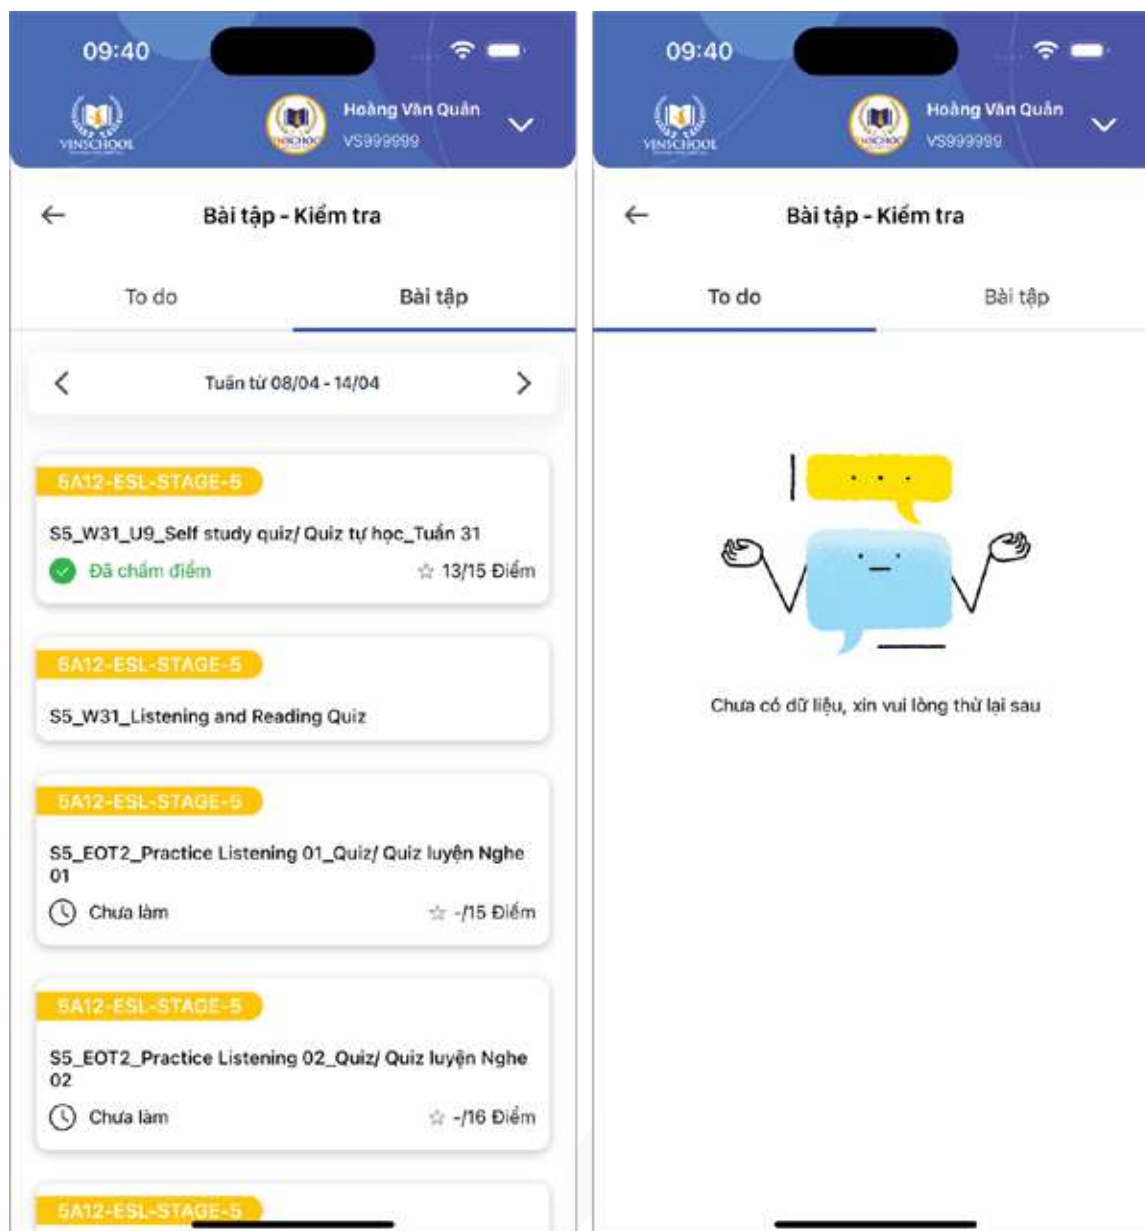 09:40
VINSCHOOL
Hoàng Văn Quân
VS999999
Bài tập - Kiểm tra
To do
Bài tập
Tuần từ 08/04 - 14/04
5A12-ESL-STAGE-5
S5_W31_U9_Self study quiz/ Quiz tự học_Tuần 31
Đã chấm điểm
13/15 Điểm
5A12-ESL-STAGE-5
S5_W31_Listening and Reading Quiz
5A12-ESL-STAGE-5
S5_EOT2_Practice Listening 01_Quiz/ Quiz luyện Nghe
01
Chưa làm
-/15 Điểm
5A12-ESL-STAGE-5
S5_EOT2_Practice Listening 02_Quiz/ Quiz luyện Nghe
02
Chưa làm
-/16 Điểm
5A12-ESL-STAGE-5
09:40
VINSCHOOL
Hoàng Văn Quân
VS999999
Bài tập - Kiểm tra
To do
Bài tập
Chưa có dữ liệu, xin vui lòng thử lại sau